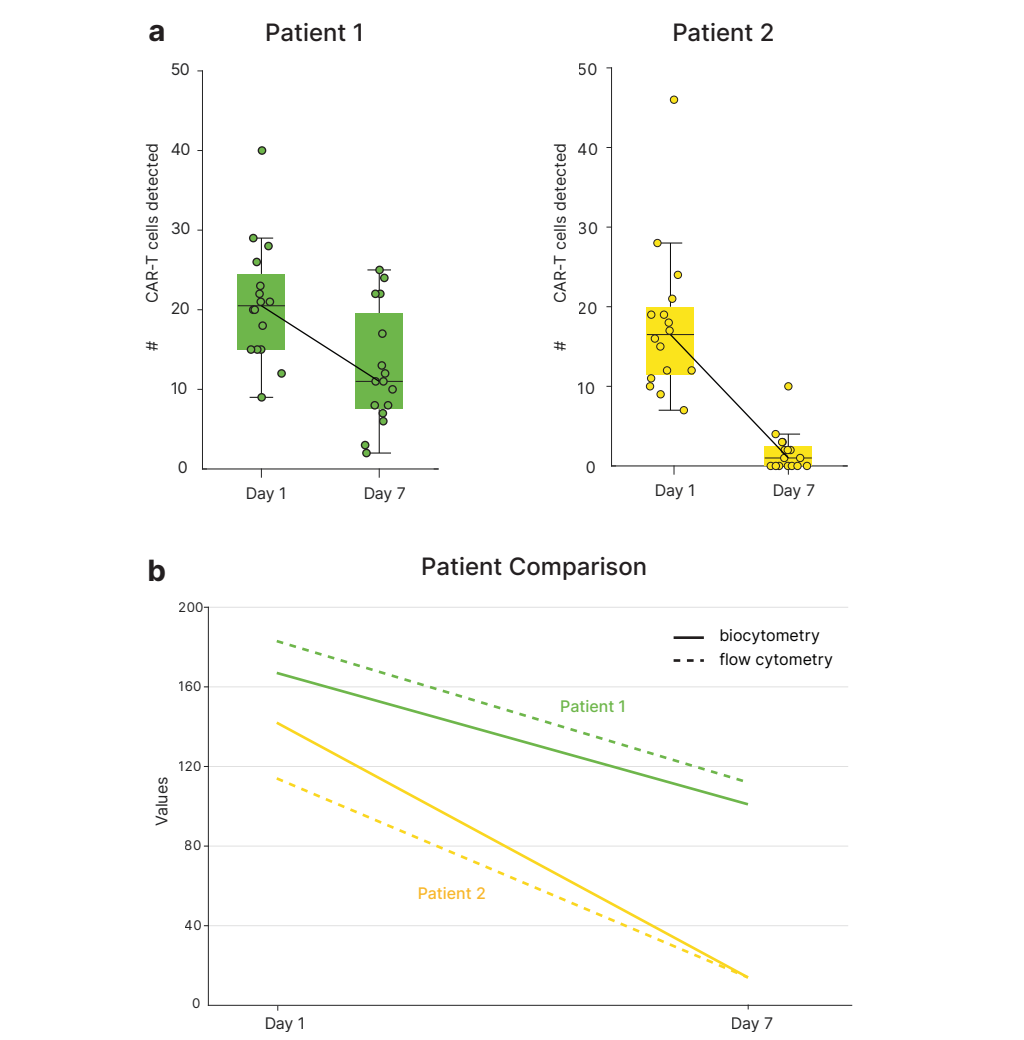 a
Patient 1
Patient 2
50
40
30
20
10
0
# CAR-T cells detected
Day 1
Day 7
50
40
30
20
10
0
# CAR-T cells detected
Day 1
Day 7
b
Patient Comparison
200
160
120
80
40
0
Values
biocytometry
flow cytometry
Patient 1
Patient 2
Day 1
Day 7